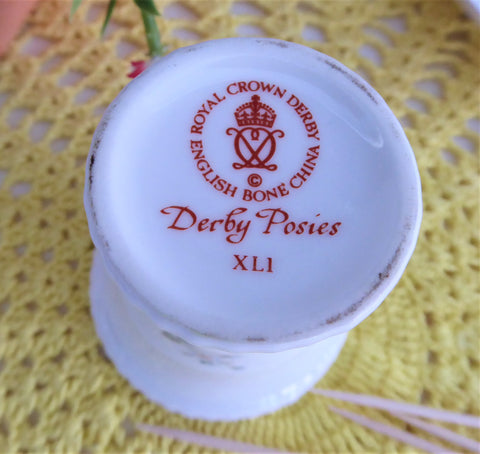 ROYAL CROWN DERBY
ENGLISH BONE CHINA
©
Derby Posies
XLI